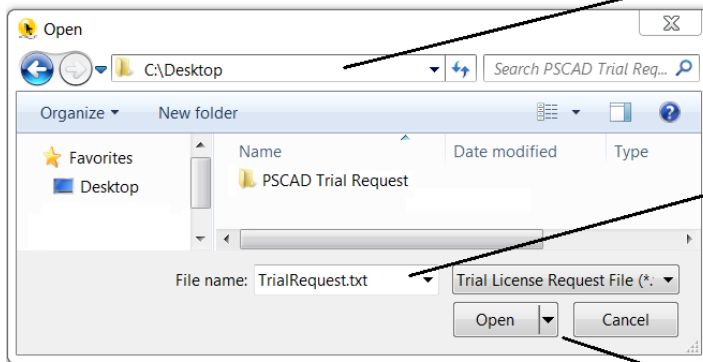 Open
C:\Desktop
Search PSCAD Trial Req...
Organize
New folder
?
Favorites
Desktop
Name
Date modified
Type
PSCAD Trial Request
File name:
TrialRequest.txt
Trial License Request File (*.
Open
Cancel